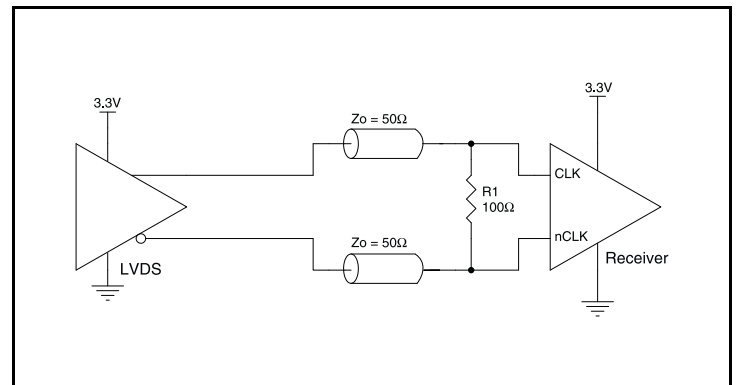 3.3V
3.3V
Zo = 50Ω
CLK
R1
100Ω
nCLK
Zo = 50Ω
LVDS
Receiver